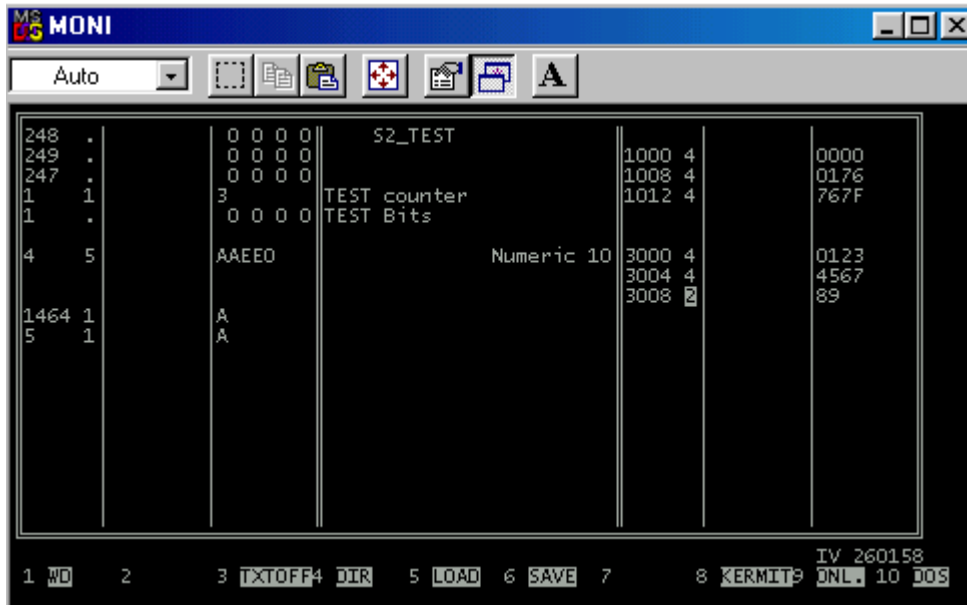 MONI
Auto
248 . 0 0 0 0 S2_TEST
249 . 0 0 0 0 1000 4 0000
247 . 0 0 0 0 1008 4 0176
1 1 3 TEST counter 1012 4 767F
1 . 0 0 0 0 TEST Bits
4 5 AAEE0 Numeric 10 3000 4 0123
3004 4 4567
3008 2 89
1464 1 A
5 1 A
IV 260158
1 WD 2 3 TXTOFF 4 DIR 5 LOAD 6 SAVE 7 8 KERMIT 9 DNL. 10 DOS